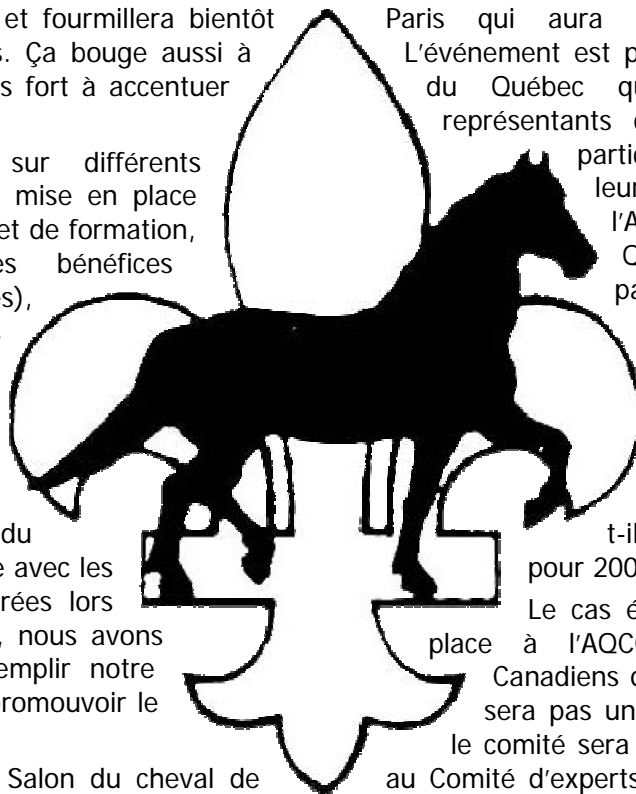 et fourmillera bientôt
s. Ça bouge aussi à
s fort à accentuer
sur différents
mise en place
et de formation,
es bénéfices
s),
du
e avec les
rées lors
, nous avons
emplir notre
promouvoir le
Salon du cheval de
Paris qui aura
L'événement est p
du Québec qu
représentants d
partic
leur
l'A
Q
pa
t-il
pour 200
Le cas é
place à l'AQC
Canadiens d
sera pas un
le comité sera
au Comité d'experts